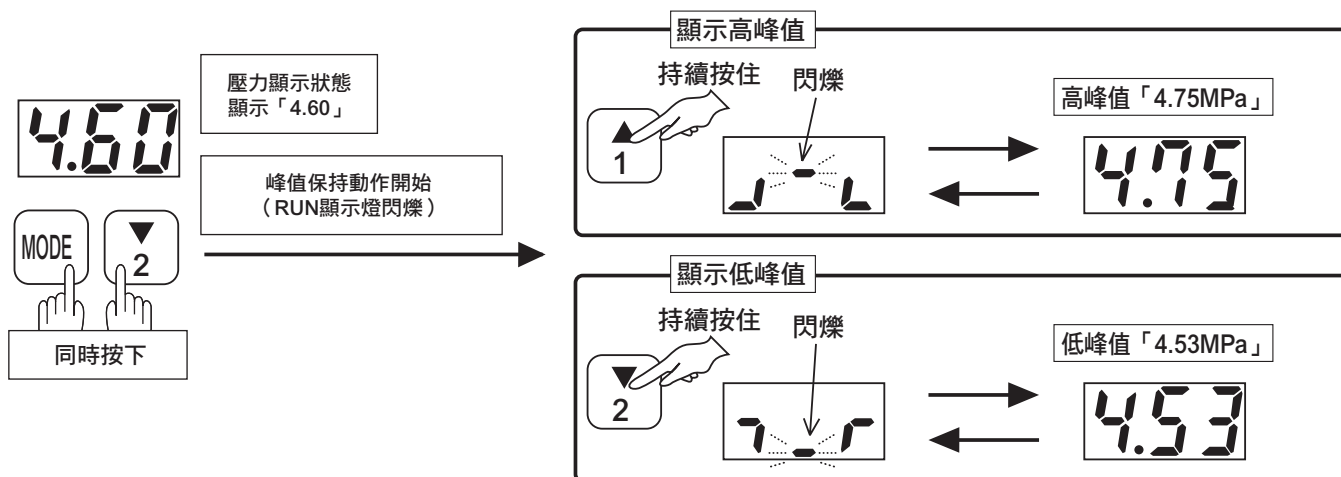 4.60
壓力顯示狀態
顯示「4.60」
峰值保持動作開始
（RUN顯示燈閃爍）
MODE
▼
2
同時按下
顯示高峰值
持續按住
閃爍
▲
1
高峰值「4.75MPa」
4.75
顯示低峰值
持續按住
閃爍
▼
2
低峰值「4.53MPa」
4.53